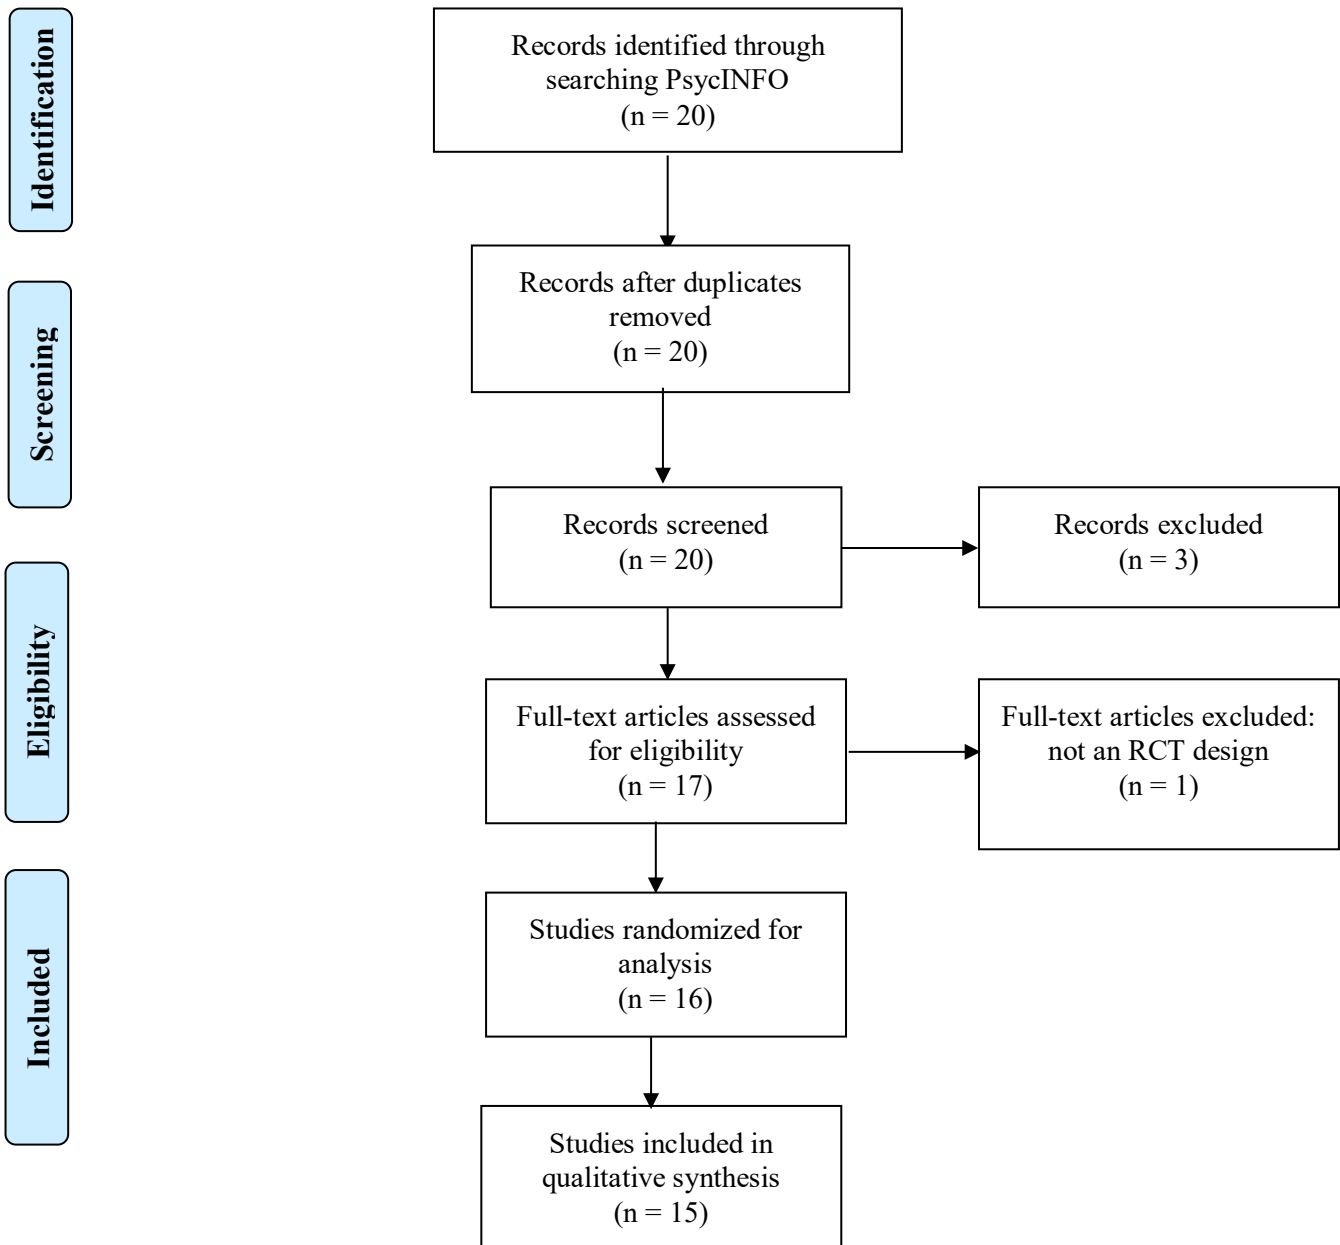 Identification
Records identified through
searching PsycINFO
(n = 20)
Records after duplicates
removed
(n = 20)
Screening
Records screened
(n = 20)
Records excluded
(n = 3)
Eligibility
Full-text articles assessed
for eligibility
(n = 17)
Full-text articles excluded:
not an RCT design
(n = 1)
Included
Studies randomized for
analysis
(n = 16)
Studies included in
qualitative synthesis
(n = 15)